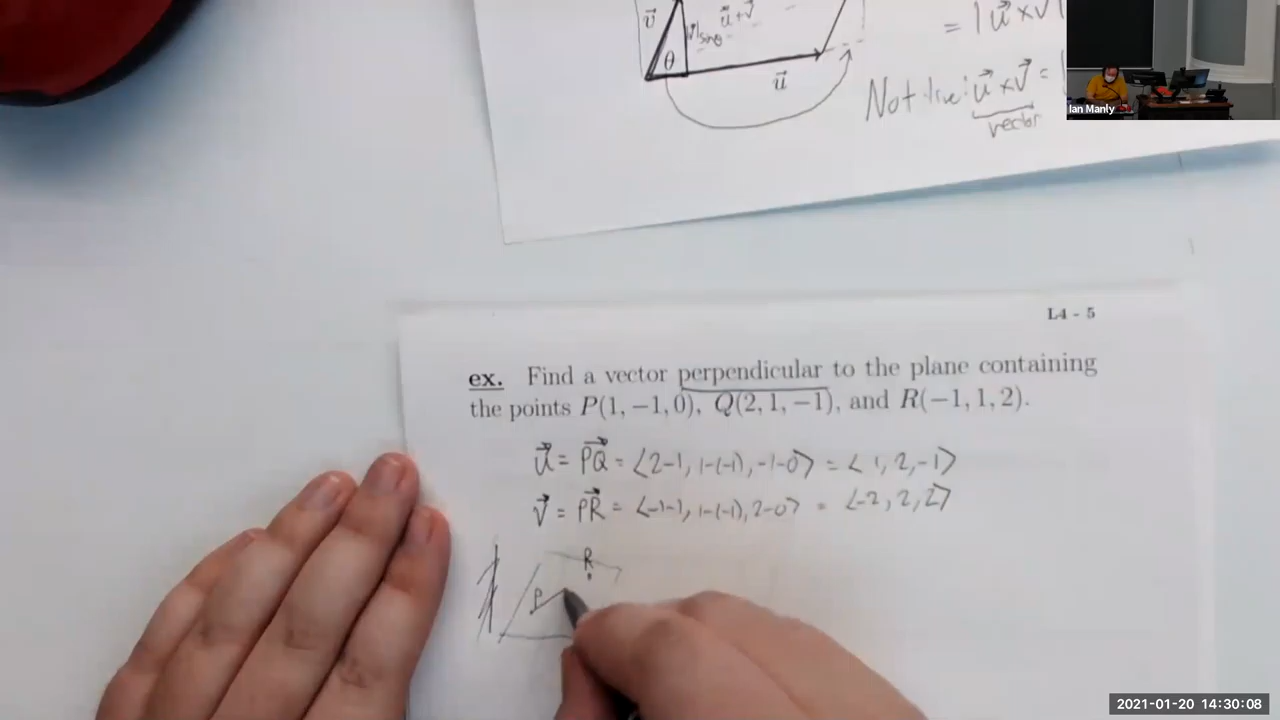 v⃗ |v⃗|sinθ u⃗+v⃗
θ
u⃗
= |u⃗ x v⃗|
Not u⃗ x v⃗ =
vector
Ian Manly
L4 - 5
ex. Find a vector perpendicular to the plane containing
the points P(1, −1, 0), Q(2, 1, −1), and R(−1, 1, 2).
u⃗ = PQ⃗ = ⟨2-1, 1-(-1), -1-0⟩ = ⟨1, 2, -1⟩
v⃗ = PR⃗ = ⟨-1-1, 1-(-1), 2-0⟩ = ⟨-2, 2, 2⟩
R
P
2021-01-20 14:30:08